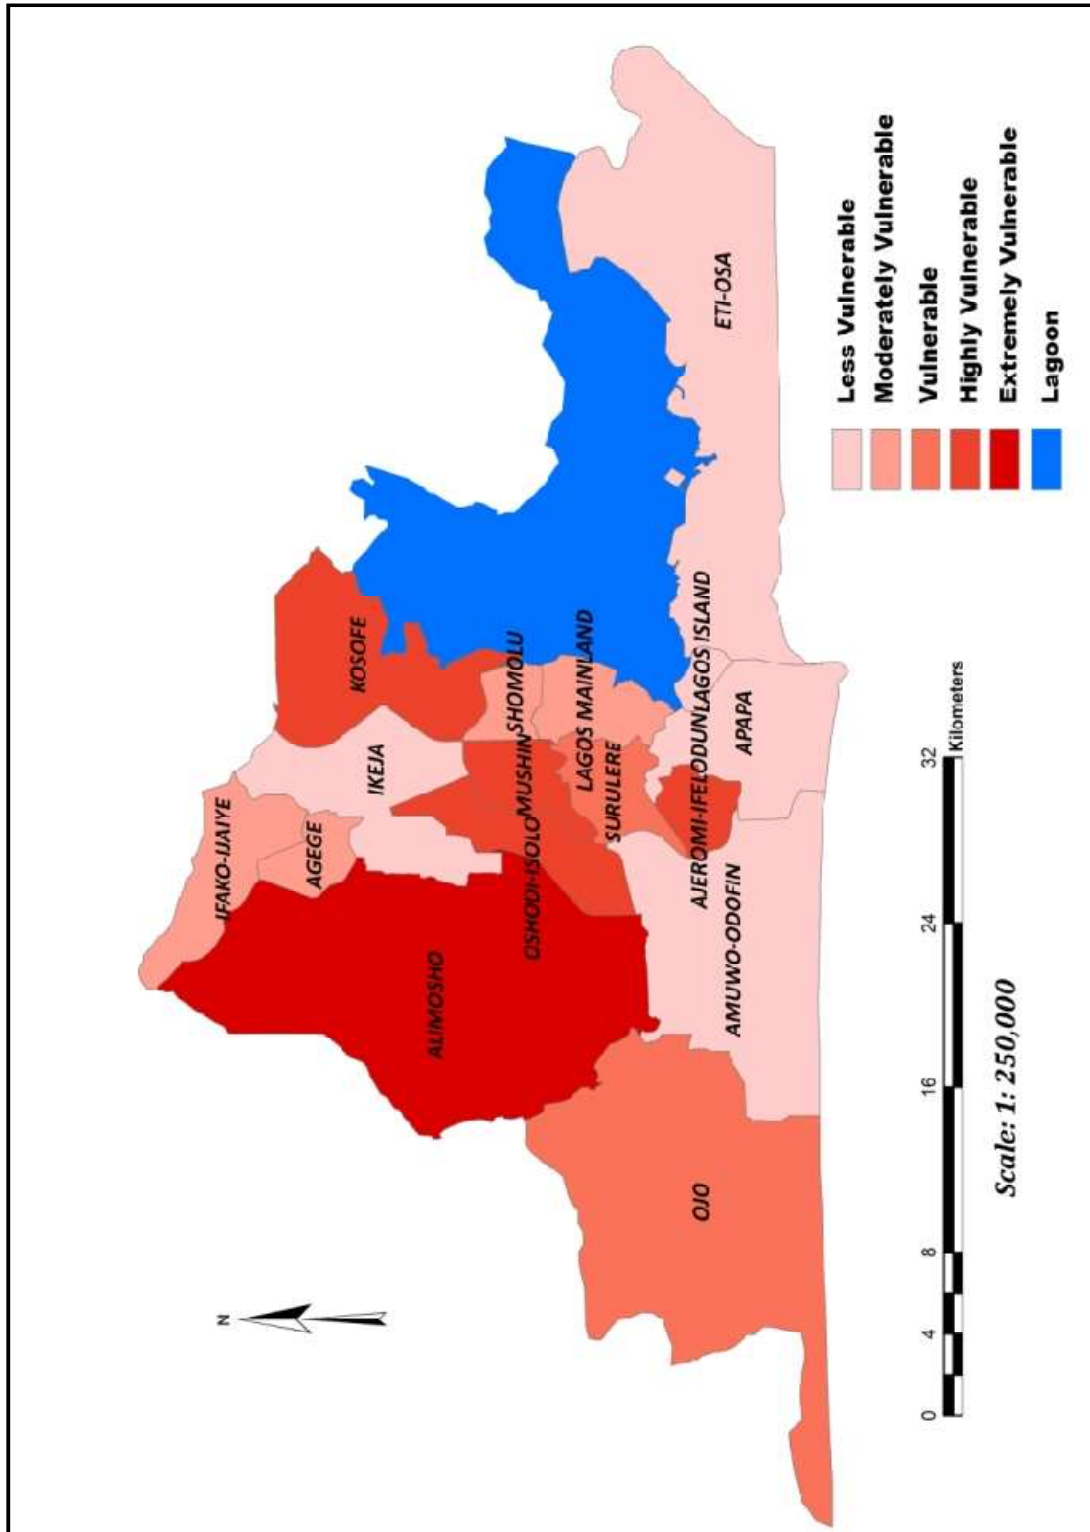 N
IFAKO-IJAIYE
AGEGE
IKEJA
KOSOFE
ALIMOSHO
OSHODI-ISOLO
MUSHIN
SHOMOLU
LAGOS MAINLAND
SURULERE
OJO
AMUWO-ODOFIN
AJEROMI-IFELODUN
LAGOS ISLAND
APAPA
ETI-OSA
0 4 8 16 24 32
Kilometers
Scale: 1: 250,000
Less Vulnerable
Moderately Vulnerable
Vulnerable
Highly Vulnerable
Extremely Vulnerable
Lagoon